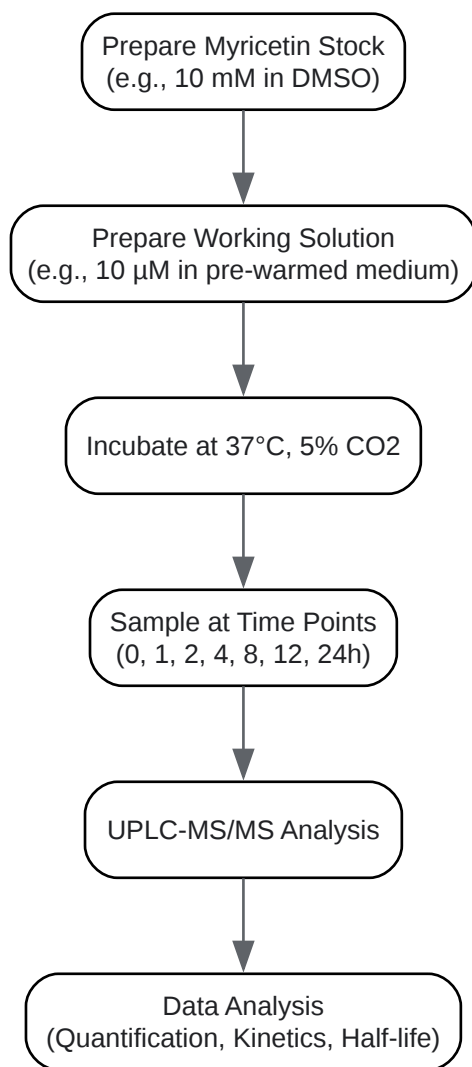 Prepare Myricetin Stock
(e.g., 10 mM in DMSO)
Prepare Working Solution
(e.g., 10 µM in pre-warmed medium)
Incubate at 37°C, 5% CO2
Sample at Time Points
(0, 1, 2, 4, 8, 12, 24h)
UPLC-MS/MS Analysis
Data Analysis
(Quantification, Kinetics, Half-life)